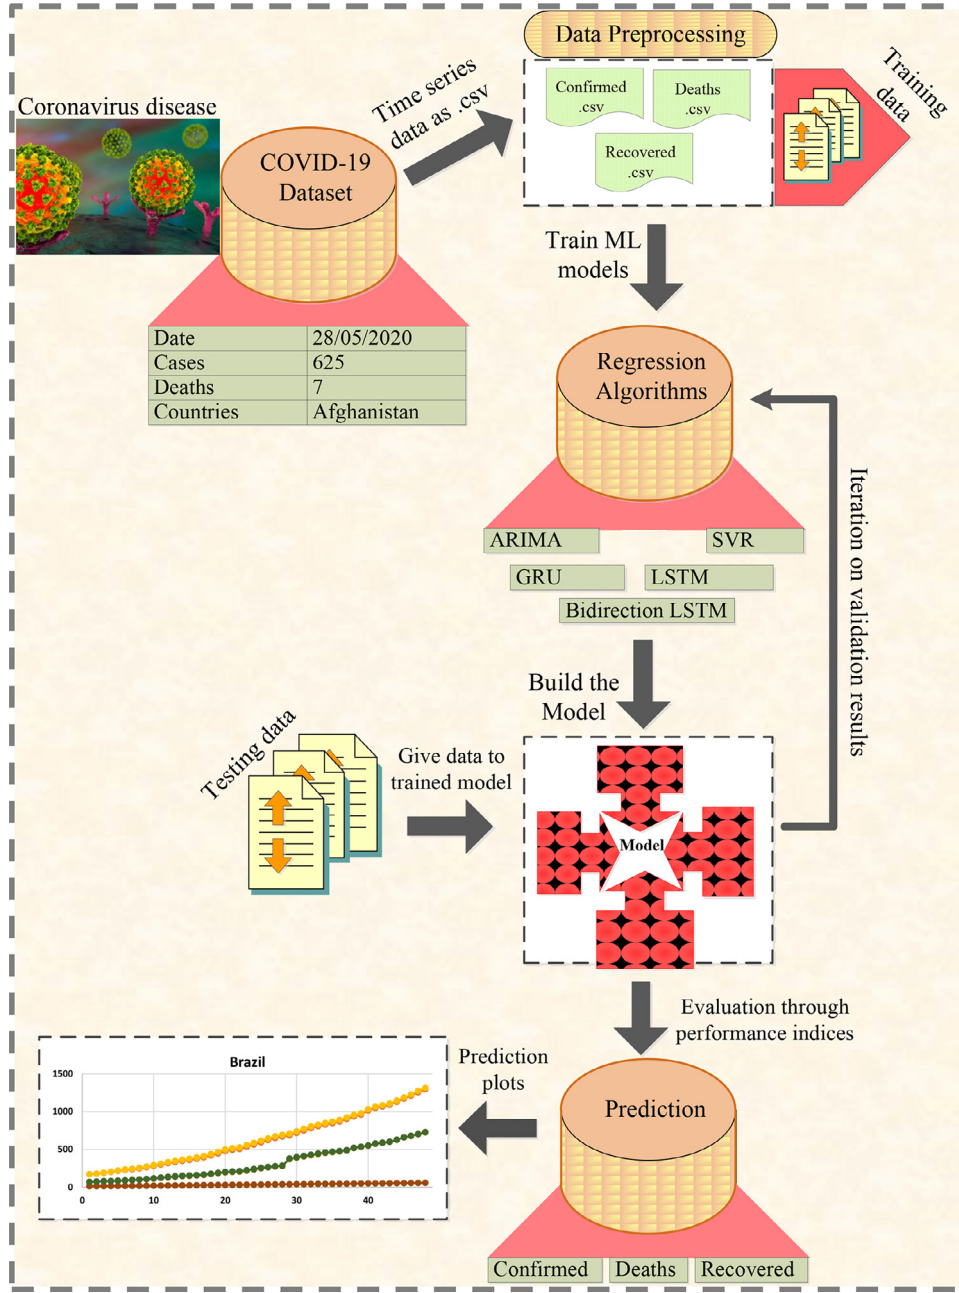 Data Preprocessing
Coronavirus disease
Time series
data as .csv
Confirmed
.csv
Deaths
.csv
Recovered
.csv
Training
data
COVID-19
Dataset
Train ML
models
Date 28/05/2020
Cases 625
Deaths 7
Countries Afghanistan
Regression
Algorithms
ARIMA SVR
GRU LSTM
Bidirection LSTM
Iteration on validation results
Build the
Model
Testing data
Give data to
trained model
Model
Evaluation through
performance indices
Prediction
plots
Prediction
Brazil
1500
1000
500
0
0 10 20 30 40
Confirmed Deaths Recovered